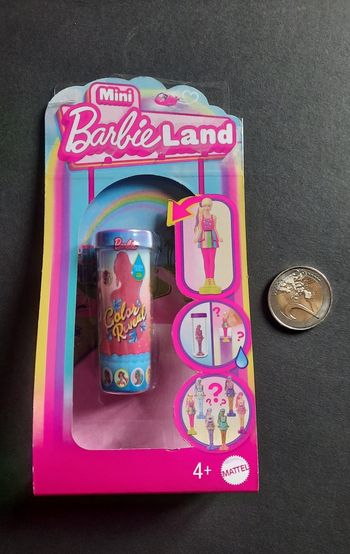 Mini
Barbie Land
Barbie
Color
Reveal
?
?
? ? ?
? ?
4+
MATTEL